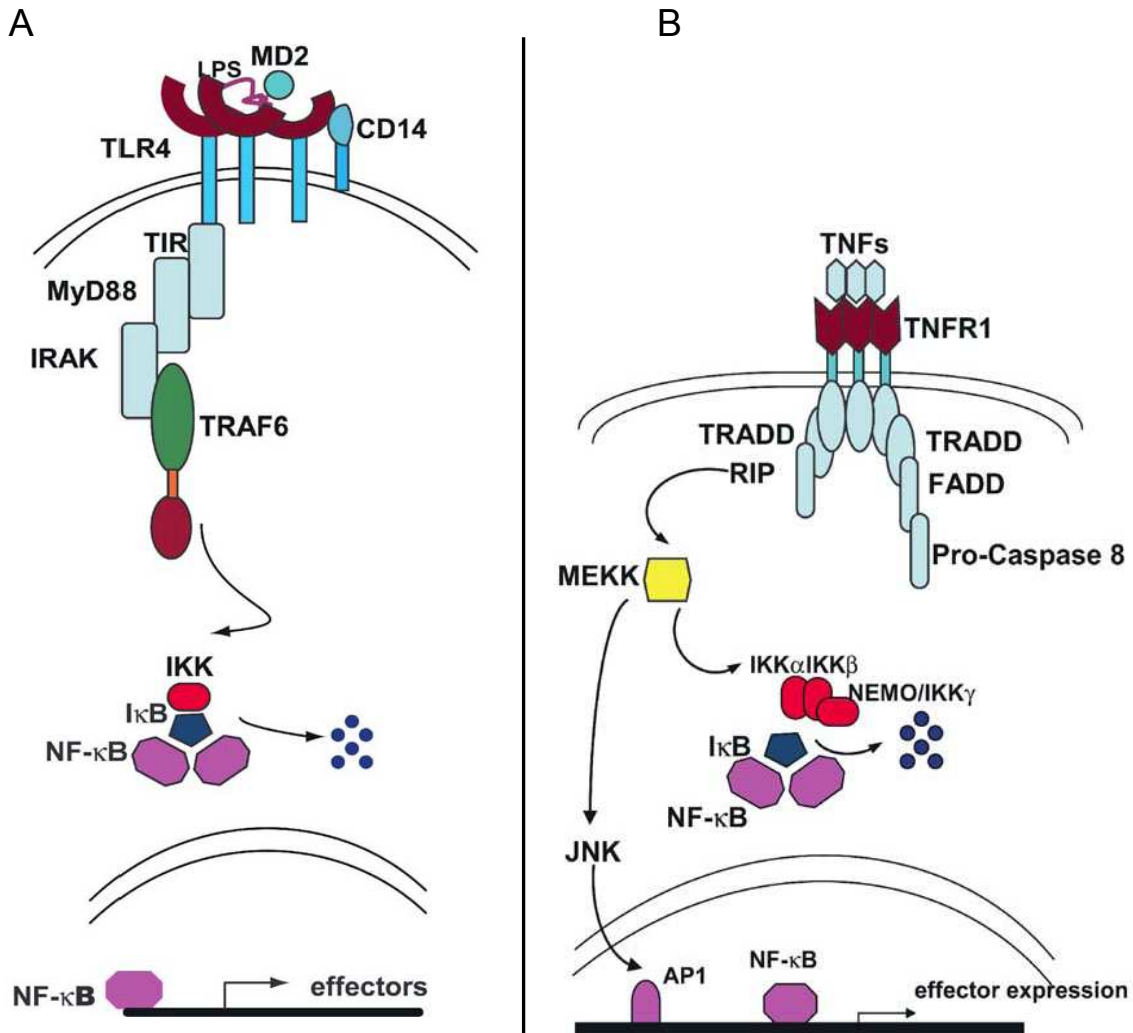 A
LPS
MD2
CD14
TLR4
TIR
MyD88
IRAK
TRAF6
IKK
IκB
NF-κB
NF-κB
effectors
B
TNFs
TNFR1
TRADD
TRADD
RIP
FADD
Pro-Caspase 8
MEKK
IKKαIKKβ
NEMO/IKKγ
IκB
NF-κB
JNK
AP1
NF-κB
effector expression